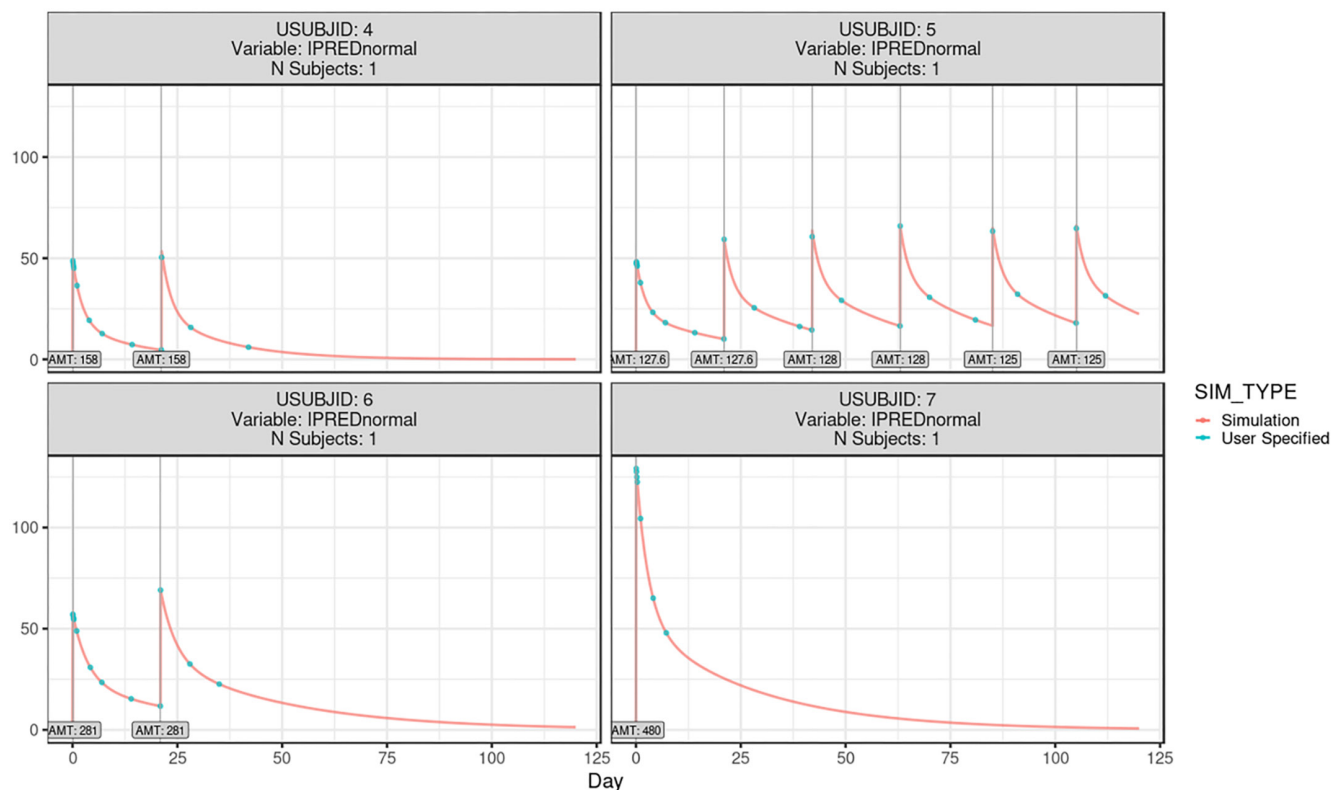 USUBJID: 4
Variable: IPREDnormal
N Subjects: 1
USUBJID: 5
Variable: IPREDnormal
N Subjects: 1
100
50
0
AMT: 158
AMT: 158
AMT: 127.6
AMT: 127.6
AMT: 128
AMT: 128
AMT: 125
AMT: 125
USUBJID: 6
Variable: IPREDnormal
N Subjects: 1
USUBJID: 7
Variable: IPREDnormal
N Subjects: 1
100
50
0
AMT: 281
AMT: 281
AMT: 480
0 25 50 75 100 125
0 25 50 75 100 125
Day
SIM_TYPE
Simulation
User Specified